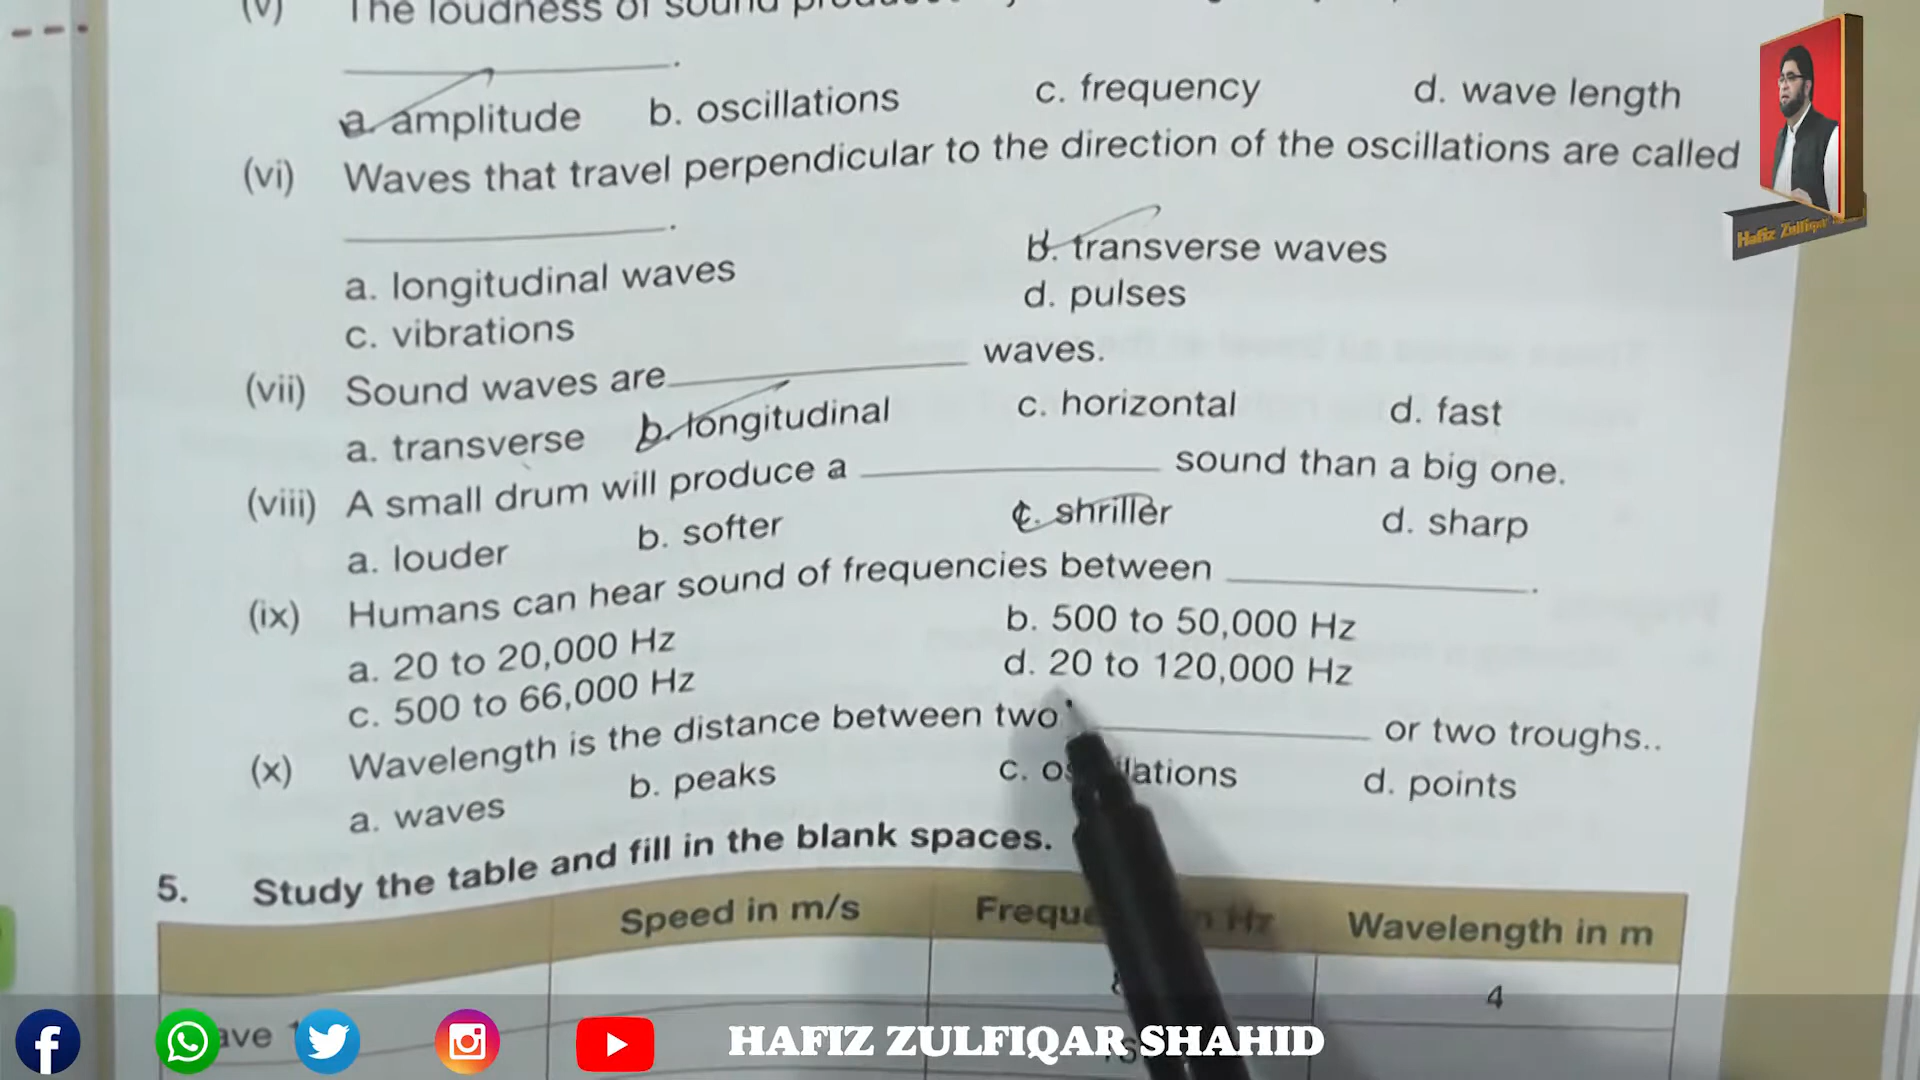 (v) The loudness of sound
.
a. amplitude b. oscillations c. frequency d. wave length
(vi) Waves that travel perpendicular to the direction of the oscillations are called
.
a. longitudinal waves b. transverse waves
c. vibrations d. pulses
(vii) Sound waves are waves.
a. transverse b. longitudinal c. horizontal d. fast
(viii) A small drum will produce a sound than a big one.
a. louder b. softer c. shriller d. sharp
(ix) Humans can hear sound of frequencies between .
a. 20 to 20,000 Hz b. 500 to 50,000 Hz
c. 500 to 66,000 Hz d. 20 to 120,000 Hz
(x) Wavelength is the distance between two or two troughs..
a. waves b. peaks c. d. points
5. Study the table and fill in the blank spaces.
Speed in m/s Hz Wavelength in m
4
HAFIZ ZULFIQAR SHAHID